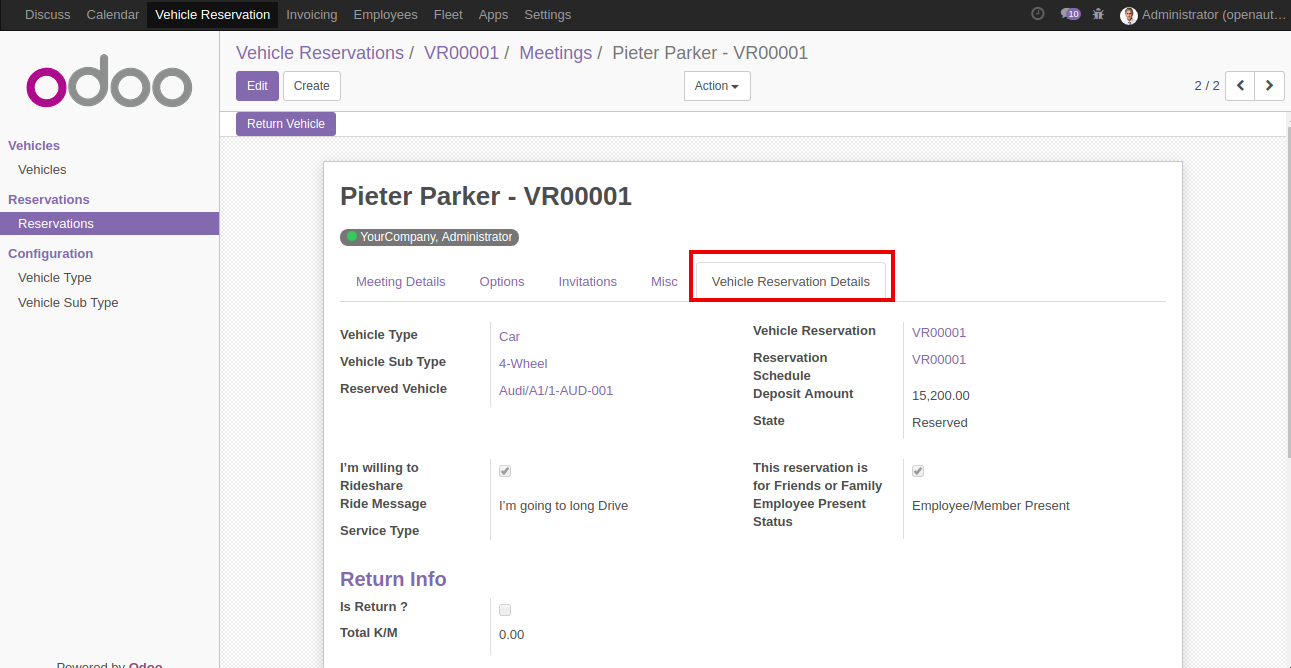 Discuss Calendar Vehicle Reservation Invoicing Employees Fleet Apps Settings 10 Administrator (openaut...
odoo
Vehicles
Vehicles
Reservations
Reservations
Configuration
Vehicle Type
Vehicle Sub Type
Powered by Odoo
Vehicle Reservations / VR00001 / Meetings / Pieter Parker - VR00001
Edit Create Action 2 / 2
Return Vehicle
Pieter Parker - VR00001
YourCompany, Administrator
Meeting Details Options Invitations Misc Vehicle Reservation Details
Vehicle Type Car
Vehicle Sub Type 4-Wheel
Reserved Vehicle Audi/A1/1-AUD-001
Vehicle Reservation VR00001
Reservation VR00001
Schedule
Deposit Amount 15,200.00
State Reserved
I'm willing to
Rideshare
Ride Message I'm going to long Drive
Service Type
This reservation is
for Friends or Family
Employee Present Employee/Member Present
Status
Return Info
Is Return ?
Total K/M 0.00